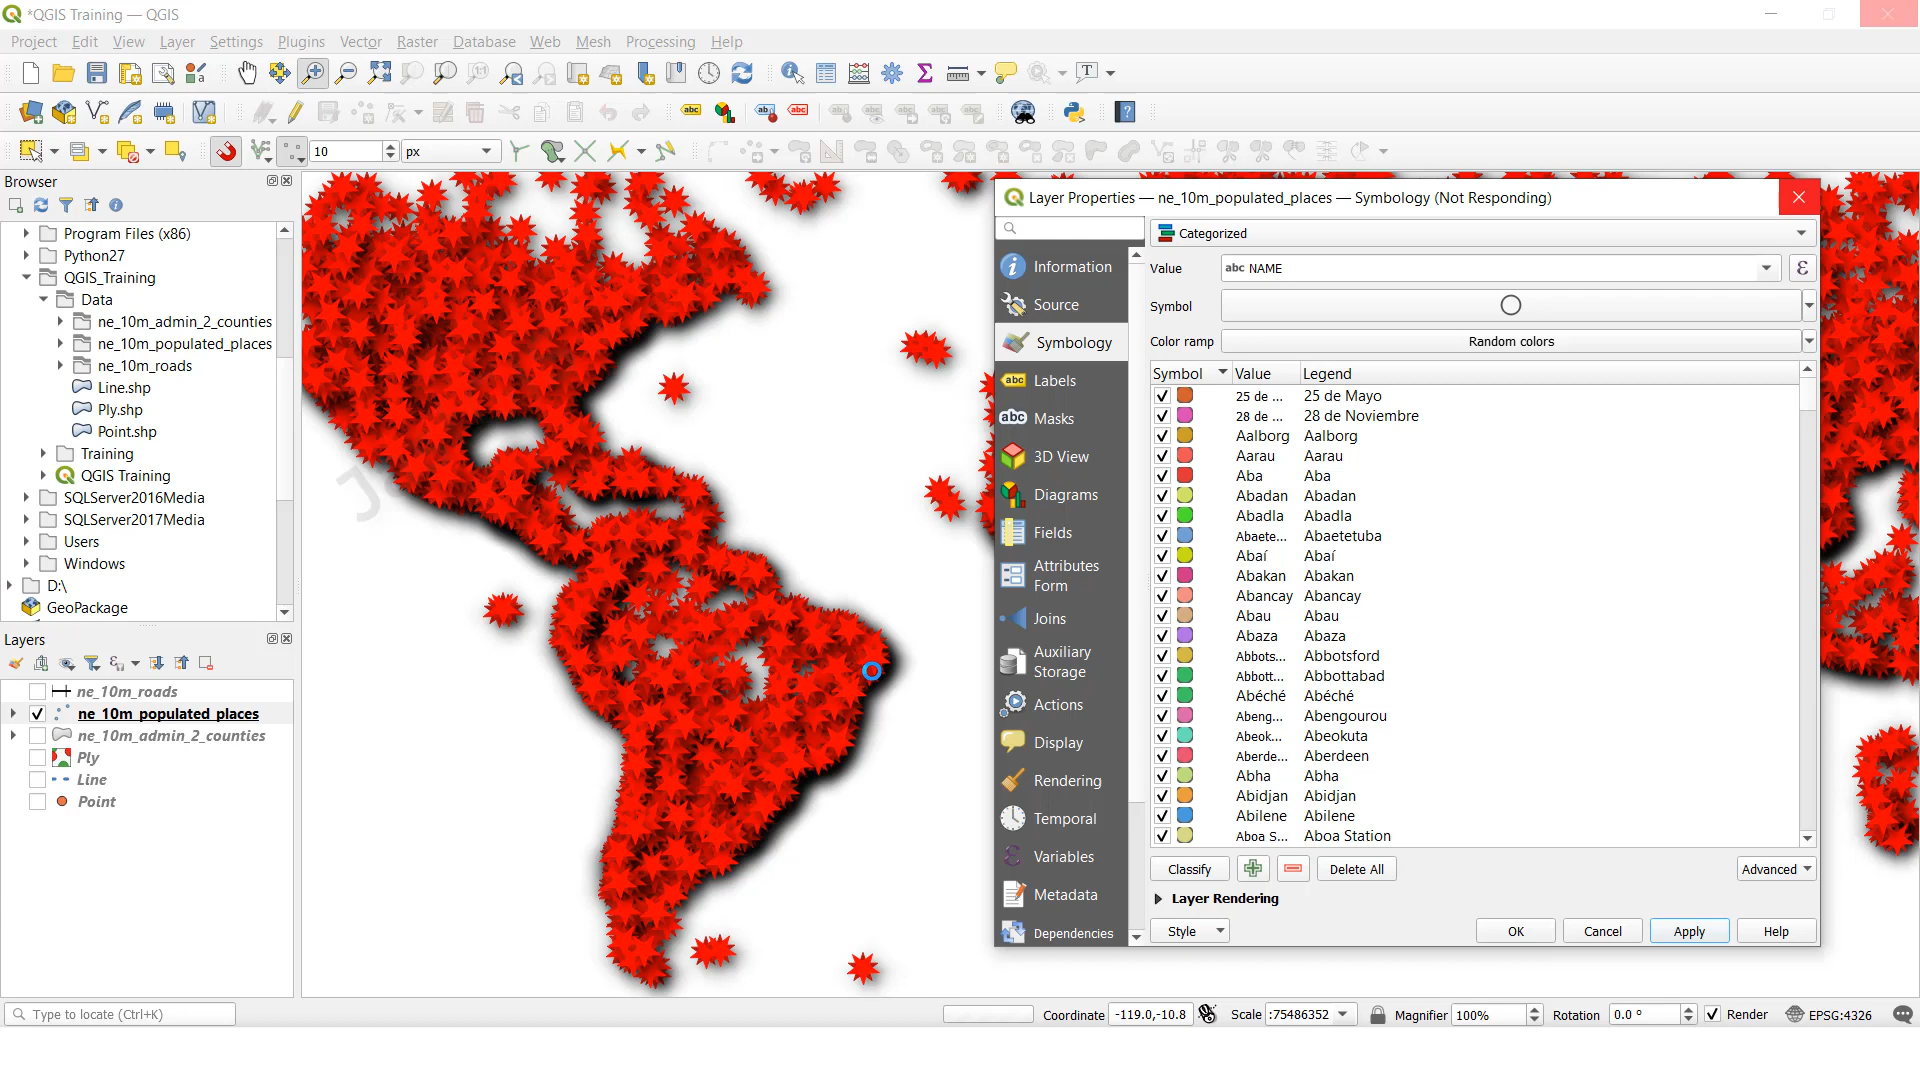 *QGIS Training — QGIS
Project Edit View Layer Settings Plugins Vector Raster Database Web Mesh Processing Help
10 px
Browser
Program Files (x86)
Python27
QGIS_Training
Data
ne_10m_admin_2_counties
ne_10m_populated_places
ne_10m_roads
Line.shp
Ply.shp
Point.shp
Training
QGIS Training
SQLServer2016Media
SQLServer2017Media
Users
Windows
D:\
GeoPackage
Layers
ne_10m_roads
ne_10m_populated_places
ne_10m_admin_2_counties
Ply
Line
Point
Layer Properties — ne_10m_populated_places — Symbology (Not Responding)
Information
Source
Symbology
Labels
Masks
3D View
Diagrams
Fields
Attributes
Form
Joins
Auxiliary
Storage
Actions
Display
Rendering
Temporal
Variables
Metadata
Dependencies
Categorized
Value abc NAME
Symbol
Color ramp Random colors
Symbol Value Legend
25 de ... 25 de Mayo
28 de ... 28 de Noviembre
Aalborg Aalborg
Aarau Aarau
Aba Aba
Abadan Abadan
Abadla Abadla
Abaete... Abaetetuba
Abaí Abaí
Abakan Abakan
Abancay Abancay
Abau Abau
Abaza Abaza
Abbots... Abbotsford
Abbott... Abbottabad
Abéché Abéché
Abeng... Abengourou
Abeok... Abeokuta
Aberde... Aberdeen
Abha Abha
Abidjan Abidjan
Abilene Abilene
Aboa S... Aboa Station
Classify Delete All Advanced
Layer Rendering
Style OK Cancel Apply Help
Type to locate (Ctrl+K) Coordinate -119.0,-10.8 Scale :75486352 Magnifier 100% Rotation 0.0 ° Render EPSG:4326